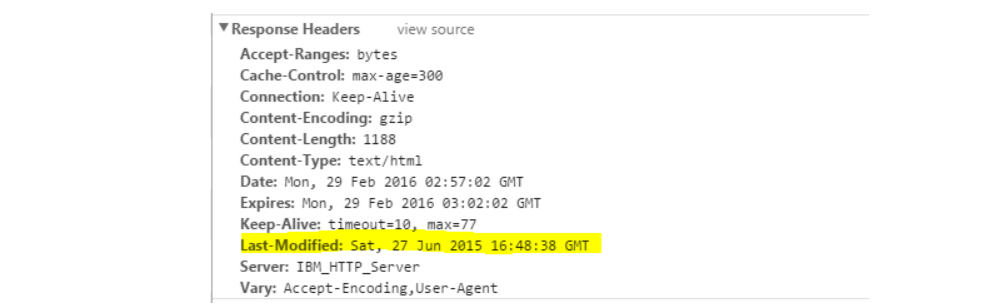 ▼Response Headers view source
Accept-Ranges: bytes
Cache-Control: max-age=300
Connection: Keep-Alive
Content-Encoding: gzip
Content-Length: 1188
Content-Type: text/html
Date: Mon, 29 Feb 2016 02:57:02 GMT
Expires: Mon, 29 Feb 2016 03:02:02 GMT
Keep-Alive: timeout=10, max=77
Last-Modified: Sat, 27 Jun 2015 16:48:38 GMT
Server: IBM_HTTP_Server
Vary: Accept-Encoding,User-Agent